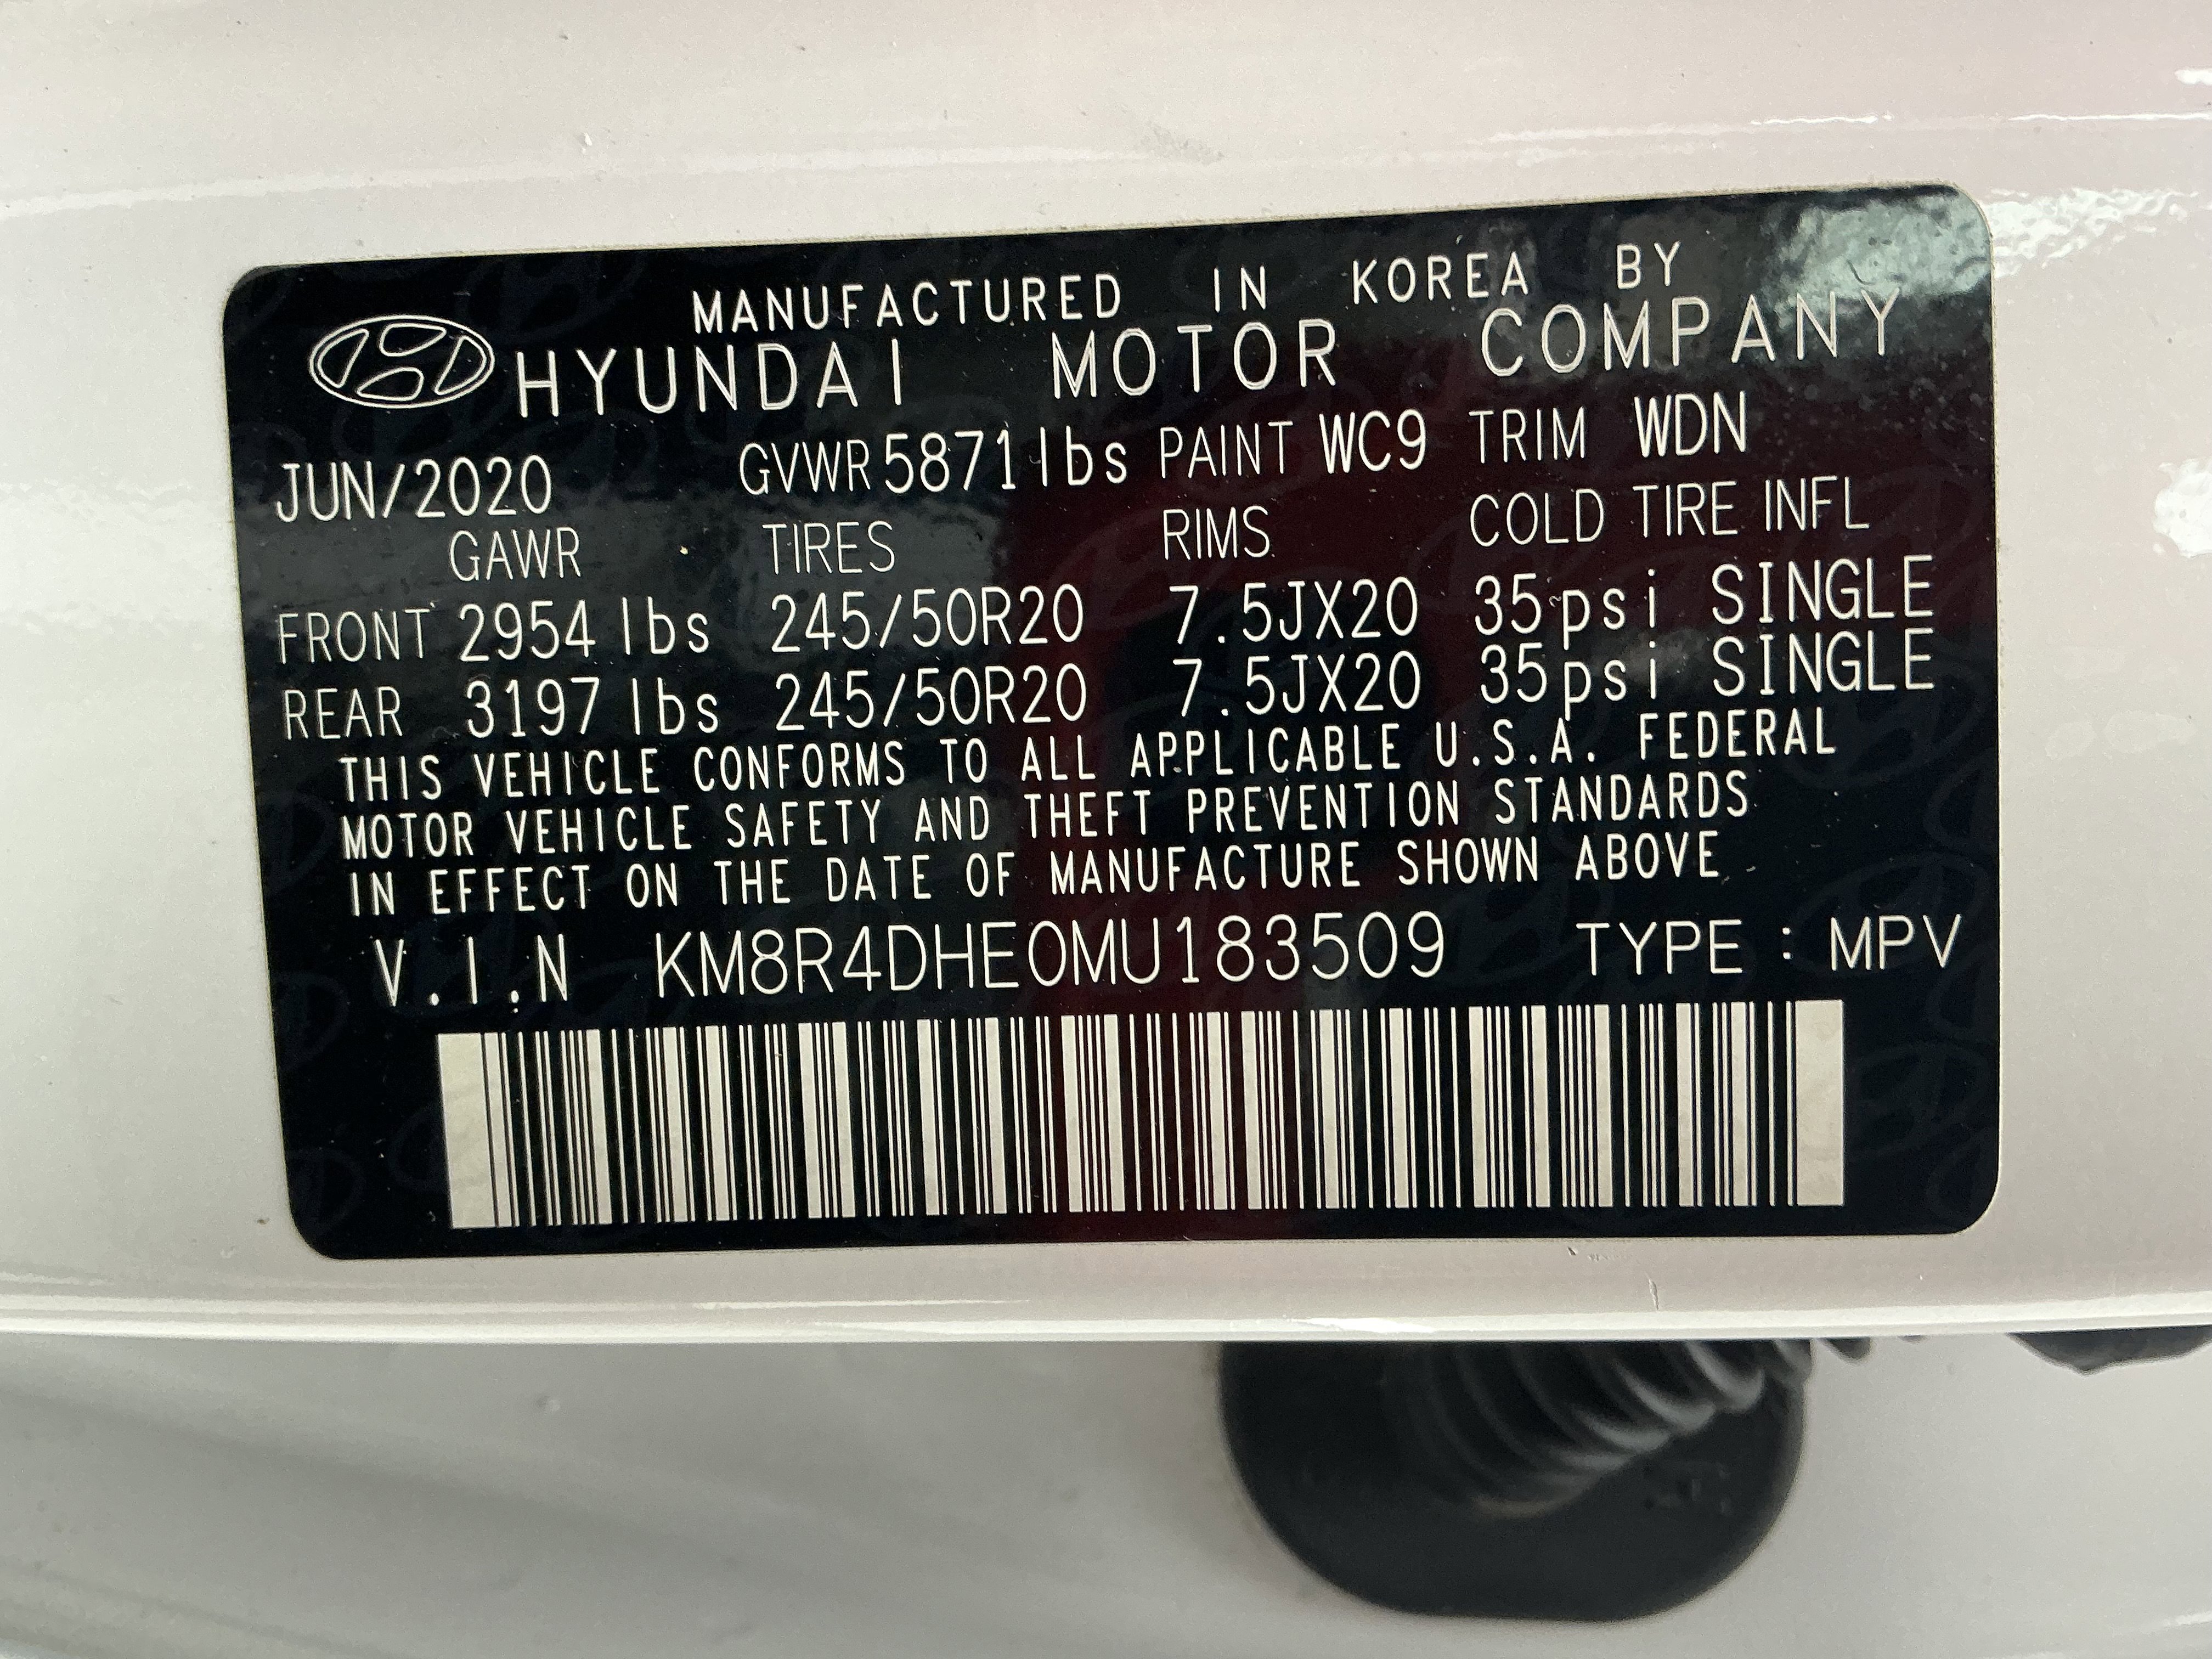 MANUFACTURED IN KOREA BY
HYUNDAI MOTOR COMPANY
JUN/2020 GVWR 5871lbs PAINT WC9 TRIM WDN
GAWR TIRES RIMS COLD TIRE INFL
FRONT 2954 lbs 245/50R20 7.5JX20 35psi SINGLE
REAR 3197 lbs 245/50R20 7.5JX20 35psi SINGLE
THIS VEHICLE CONFORMS TO ALL APPLICABLE U.S.A. FEDERAL
MOTOR VEHICLE SAFETY AND THEFT PREVENTION STANDARDS
IN EFFECT ON THE DATE OF MANUFACTURE SHOWN ABOVE
V.I.N KM8R4DHE0MU183509 TYPE : MPV